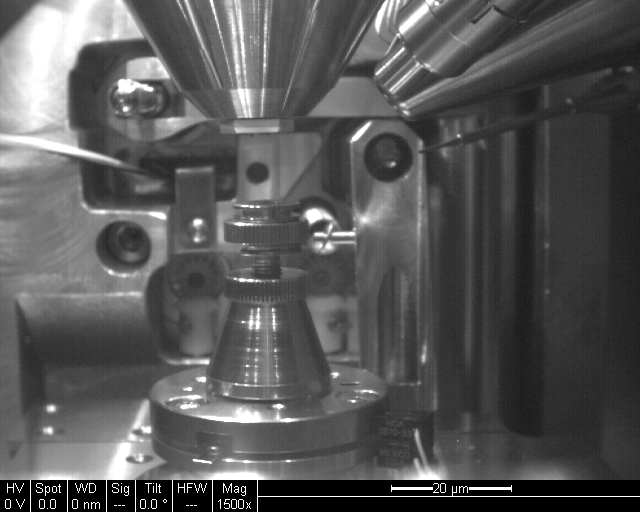 HV Spot WD Sig Tilt HFW Mag
0 V 0.0 0 nm --- 0.0 ° --- 1500x
20 µm